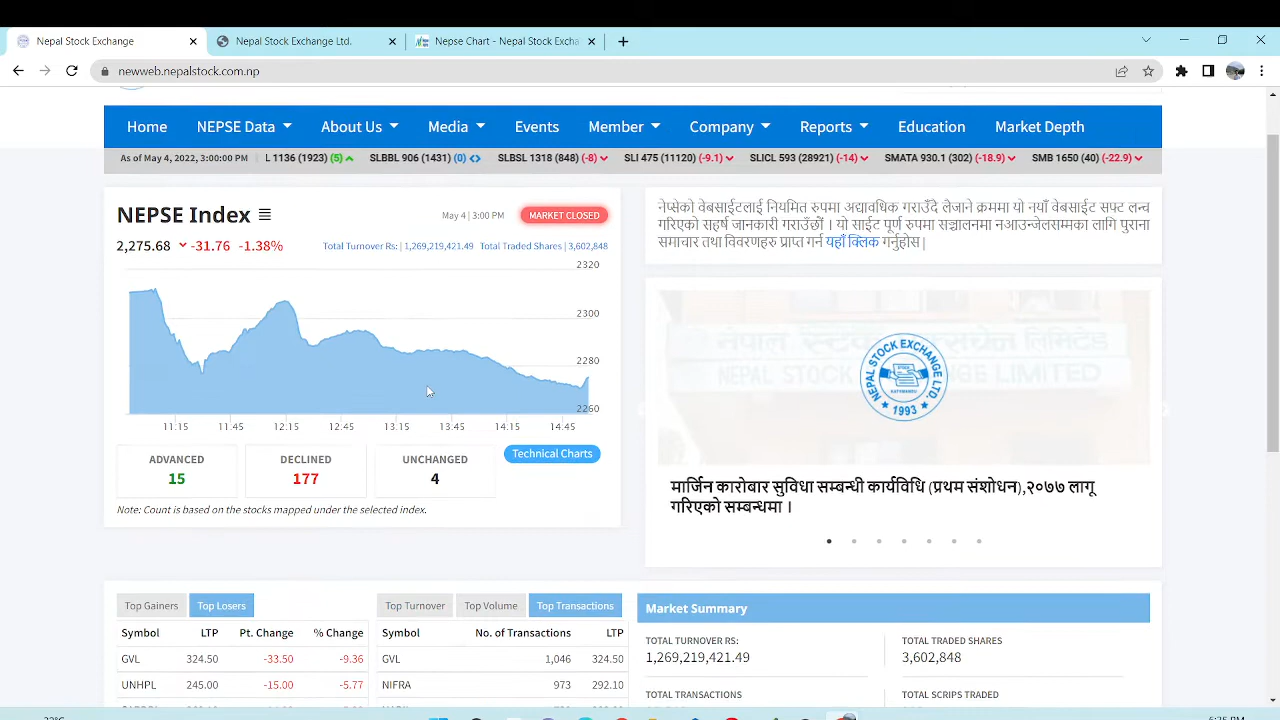 Nepal Stock Exchange
Nepal Stock Exchange Ltd.
Nepse Chart - Nepal Stock Excha
newweb.nepalstock.com.np
Home NEPSE Data About Us Media Events Member Company Reports Education Market Depth
As of May 4, 2022, 3:00:00 PM L 1136 (1923) (5) SLBBL 906 (1431) (0) SLBSL 1318 (848) (-8) SLI 475 (11120) (-9.1) SLICL 593 (28921) (-14) SMATA 930.1 (302) (-18.9) SMB 1650 (40) (-22.9)
NEPSE Index
May 4 | 3:00 PM
MARKET CLOSED
2,275.68 -31.76 -1.38%
Total Turnover Rs: | 1,269,219,421.49 Total Traded Shares | 3,602,848
2320
2300
2280
2260
11:15 11:45 12:15 12:45 13:15 13:45 14:15 14:45
ADVANCED
15
DECLINED
177
UNCHANGED
4
Technical Charts
Note: Count is based on the stocks mapped under the selected index.
नेप्सेको वेबसाईटलाई नियमित रुपमा अद्यावधिक गराउँदै लेजाने क्रममा यो नयाँ वेबसाईट सफ्ट लन्च
गरिएको सहर्ष जानकारी गराउंछौं । यो साईट पूर्ण रुपमा सञ्चालनमा नआउन्जेलसम्मका लागि पुराना
समाचार तथा विवरणहरु प्राप्त गर्न यहाँ क्लिक गर्नुहोस |
NEPAL STOCK EXCHANGE LTD.
KATHMANDU
1993
मार्जिन कारोबार सुविधा सम्बन्धी कार्यविधि (प्रथम संशोधन),२०७७ लागू
गरिएको सम्बन्धमा ।
Top Gainers Top Losers
Symbol LTP Pt. Change % Change
GVL 324.50 -33.50 -9.36
UNHPL 245.00 -15.00 -5.77
Top Turnover Top Volume Top Transactions
Symbol No. of Transactions LTP
GVL 1,046 324.50
NIFRA 973 292.10
Market Summary
TOTAL TURNOVER RS:
1,269,219,421.49
TOTAL TRADED SHARES
3,602,848
TOTAL TRANSACTIONS
TOTAL SCRIPS TRADED